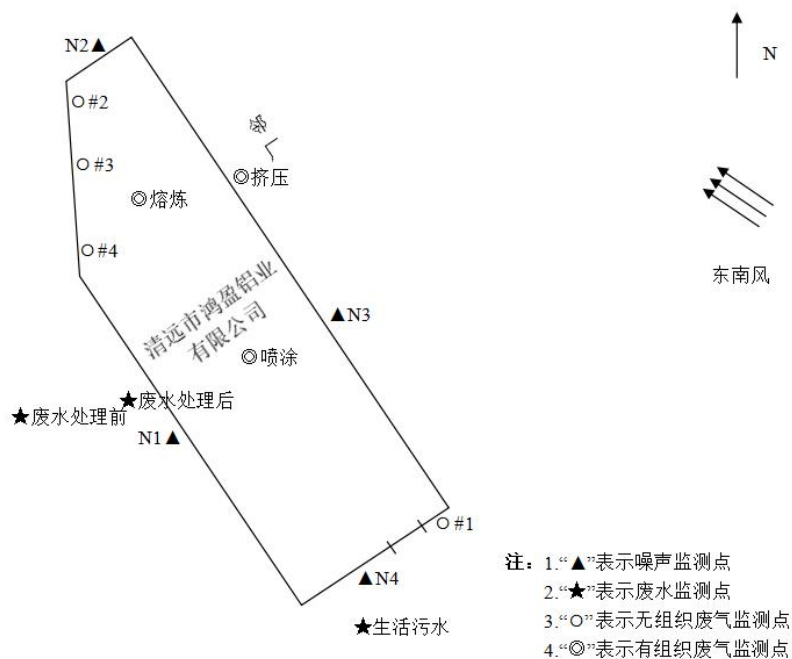 N2▲
N
○#2
邻
厂
○#3
◎挤压
◎熔炼
○#4
东南风
清远市鸿盈铝业
有限公司
▲N3
◎喷涂
★废水处理后
★废水处理前
N1▲
○#1
▲N4
★生活污水
注：1.“▲”表示噪声监测点
2.“★”表示废水监测点
3.“○”表示无组织废气监测点
4.“◎”表示有组织废气监测点